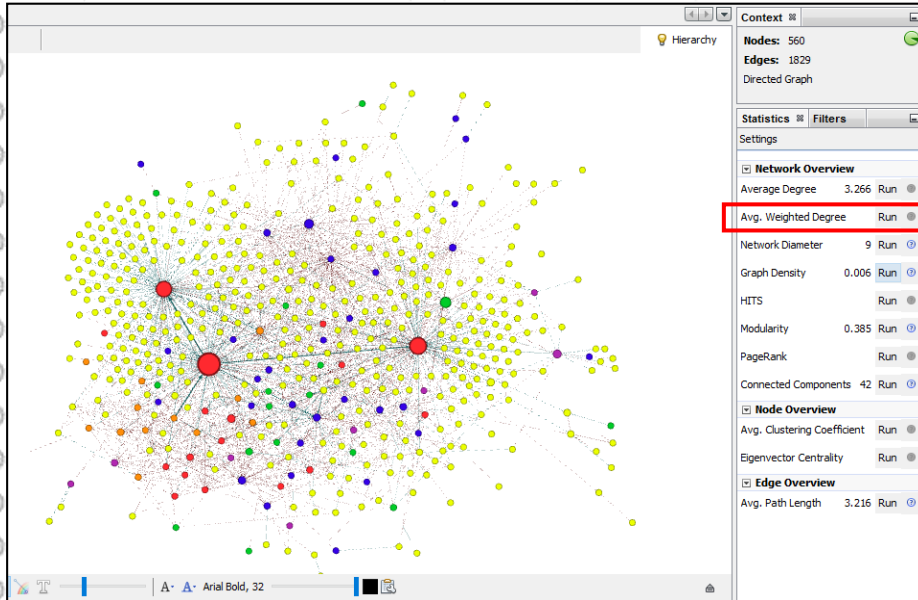 Context
Hierarchy
Nodes: 560
Edges: 1829
Directed Graph
Statistics Filters
Settings
Network Overview
Average Degree 3.266 Run
Avg. Weighted Degree Run
Network Diameter 9 Run
Graph Density 0.006 Run
HITS Run
Modularity 0.385 Run
PageRank Run
Connected Components 42 Run
Node Overview
Avg. Clustering Coefficient Run
Eigenvector Centrality Run
Edge Overview
Avg. Path Length 3.216 Run
T A- A- Arial Bold, 32